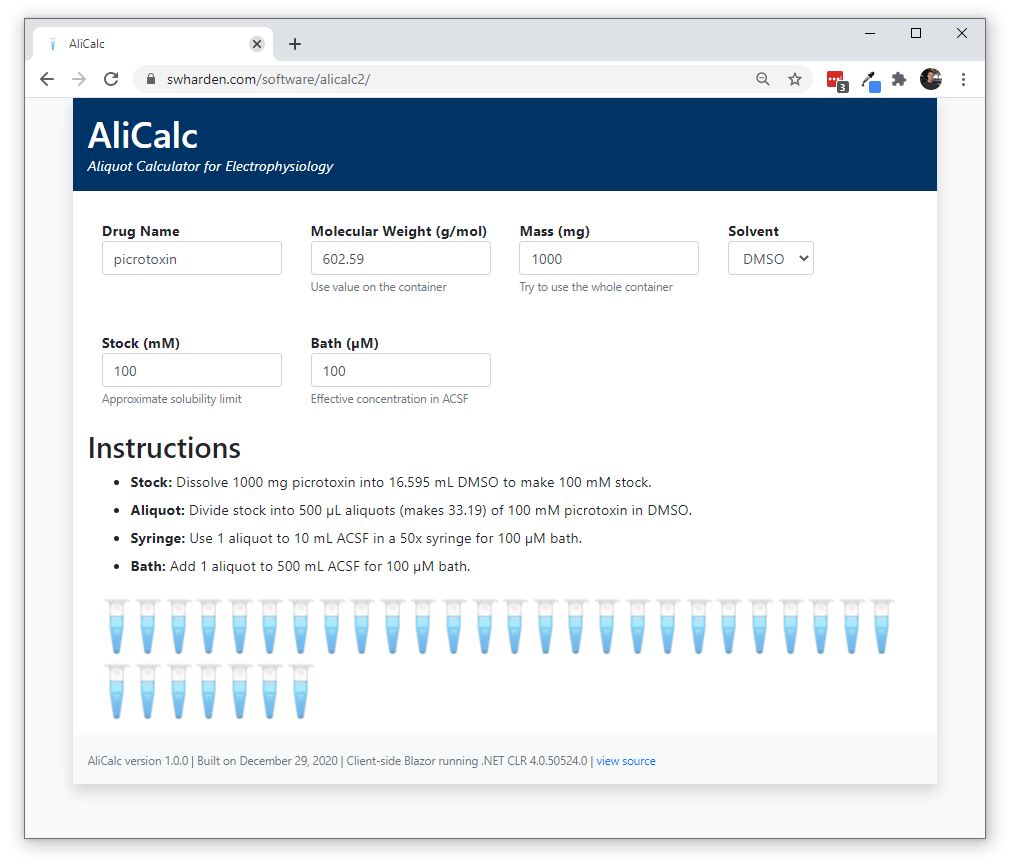 AliCalc
swharden.com/software/alicalc2/
3
AliCalc
Aliquot Calculator for Electrophysiology
Drug Name Molecular Weight (g/mol) Mass (mg) Solvent
picrotoxin 602.59 1000 DMSO
Use value on the container Try to use the whole container
Stock (mM) Bath (µM)
100 100
Approximate solubility limit Effective concentration in ACSF
Instructions
• Stock: Dissolve 1000 mg picrotoxin into 16.595 mL DMSO to make 100 mM stock.
• Aliquot: Divide stock into 500 µL aliquots (makes 33.19) of 100 mM picrotoxin in DMSO.
• Syringe: Use 1 aliquot to 10 mL ACSF in a 50x syringe for 100 µM bath.
• Bath: Add 1 aliquot to 500 mL ACSF for 100 µM bath.
AliCalc version 1.0.0 | Built on December 29, 2020 | Client-side Blazor running .NET CLR 4.0.50524.0 | view source